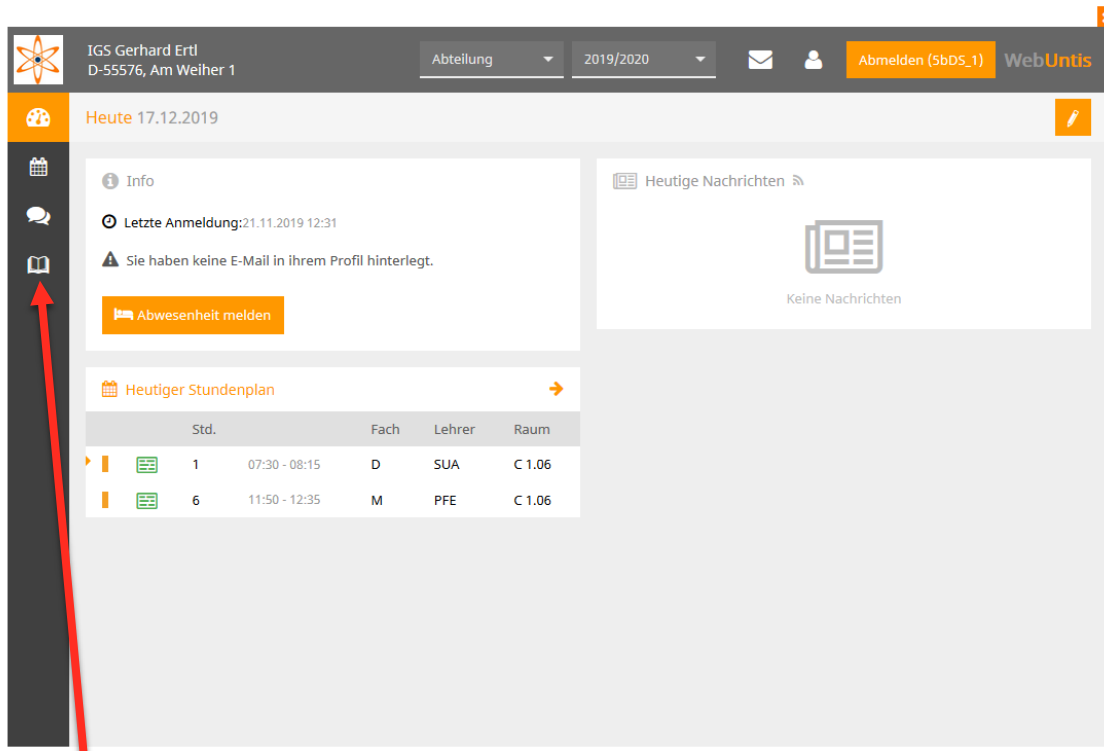 IGS Gerhard Ertl
D-55576, Am Weiher 1
Abteilung
2019/2020
Abmelden (5bDS_1)
WebUntis
Heute 17.12.2019
Info
Letzte Anmeldung:21.11.2019 12:31
Sie haben keine E-Mail in ihrem Profil hinterlegt.
Abwesenheit melden
Heutige Nachrichten
Keine Nachrichten
Heutiger Stundenplan
Std. Fach Lehrer Raum
1 07:30 - 08:15 D SUA C 1.06
6 11:50 - 12:35 M PFE C 1.06